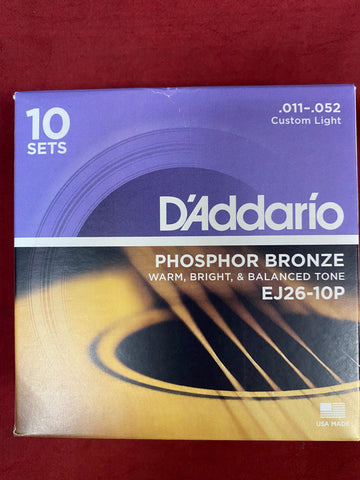 10
SETS
.011–.052
Custom Light
D'Addario
PHOSPHOR BRONZE
WARM, BRIGHT, & BALANCED TONE
EJ26-10P
USA MADE